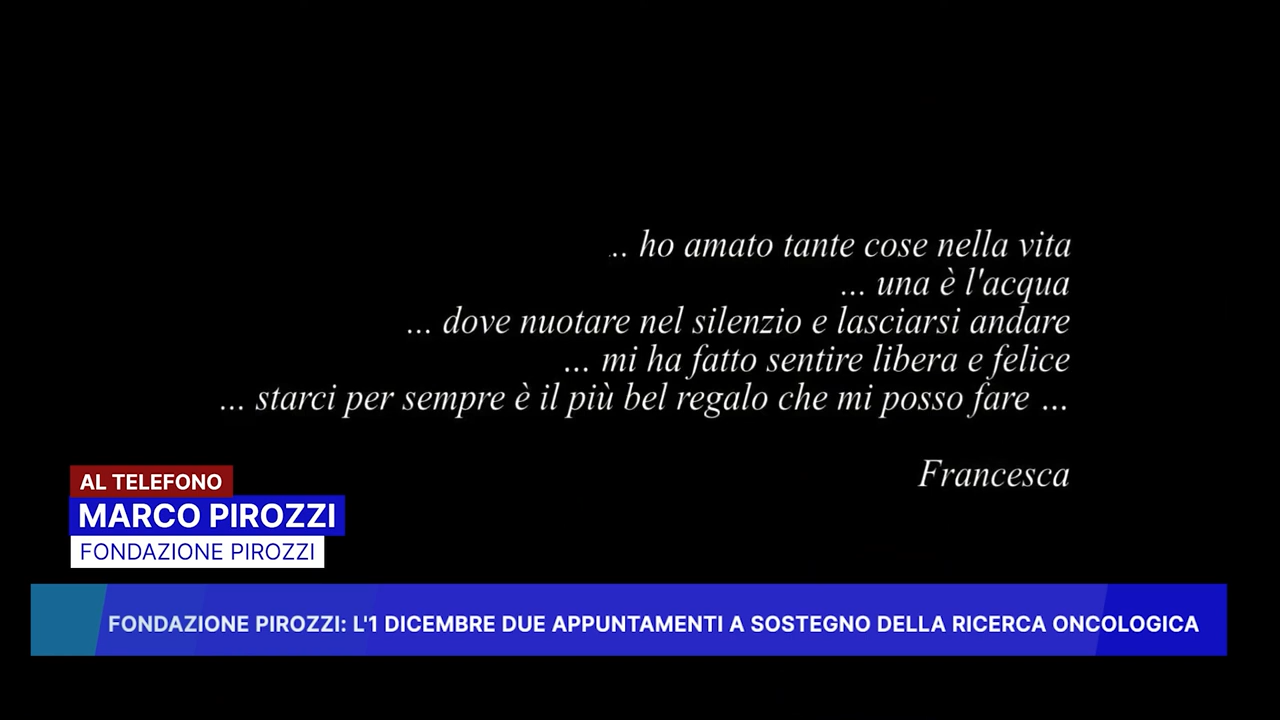 ... ho amato tante cose nella vita
... una è l'acqua
... dove nuotare nel silenzio e lasciarsi andare
... mi ha fatto sentire libera e felice
... starci per sempre è il più bel regalo che mi posso fare ...
Francesca
AL TELEFONO
MARCO PIROZZI
FONDAZIONE PIROZZI
FONDAZIONE PIROZZI: L'1 DICEMBRE DUE APPUNTAMENTI A SOSTEGNO DELLA RICERCA ONCOLOGICA